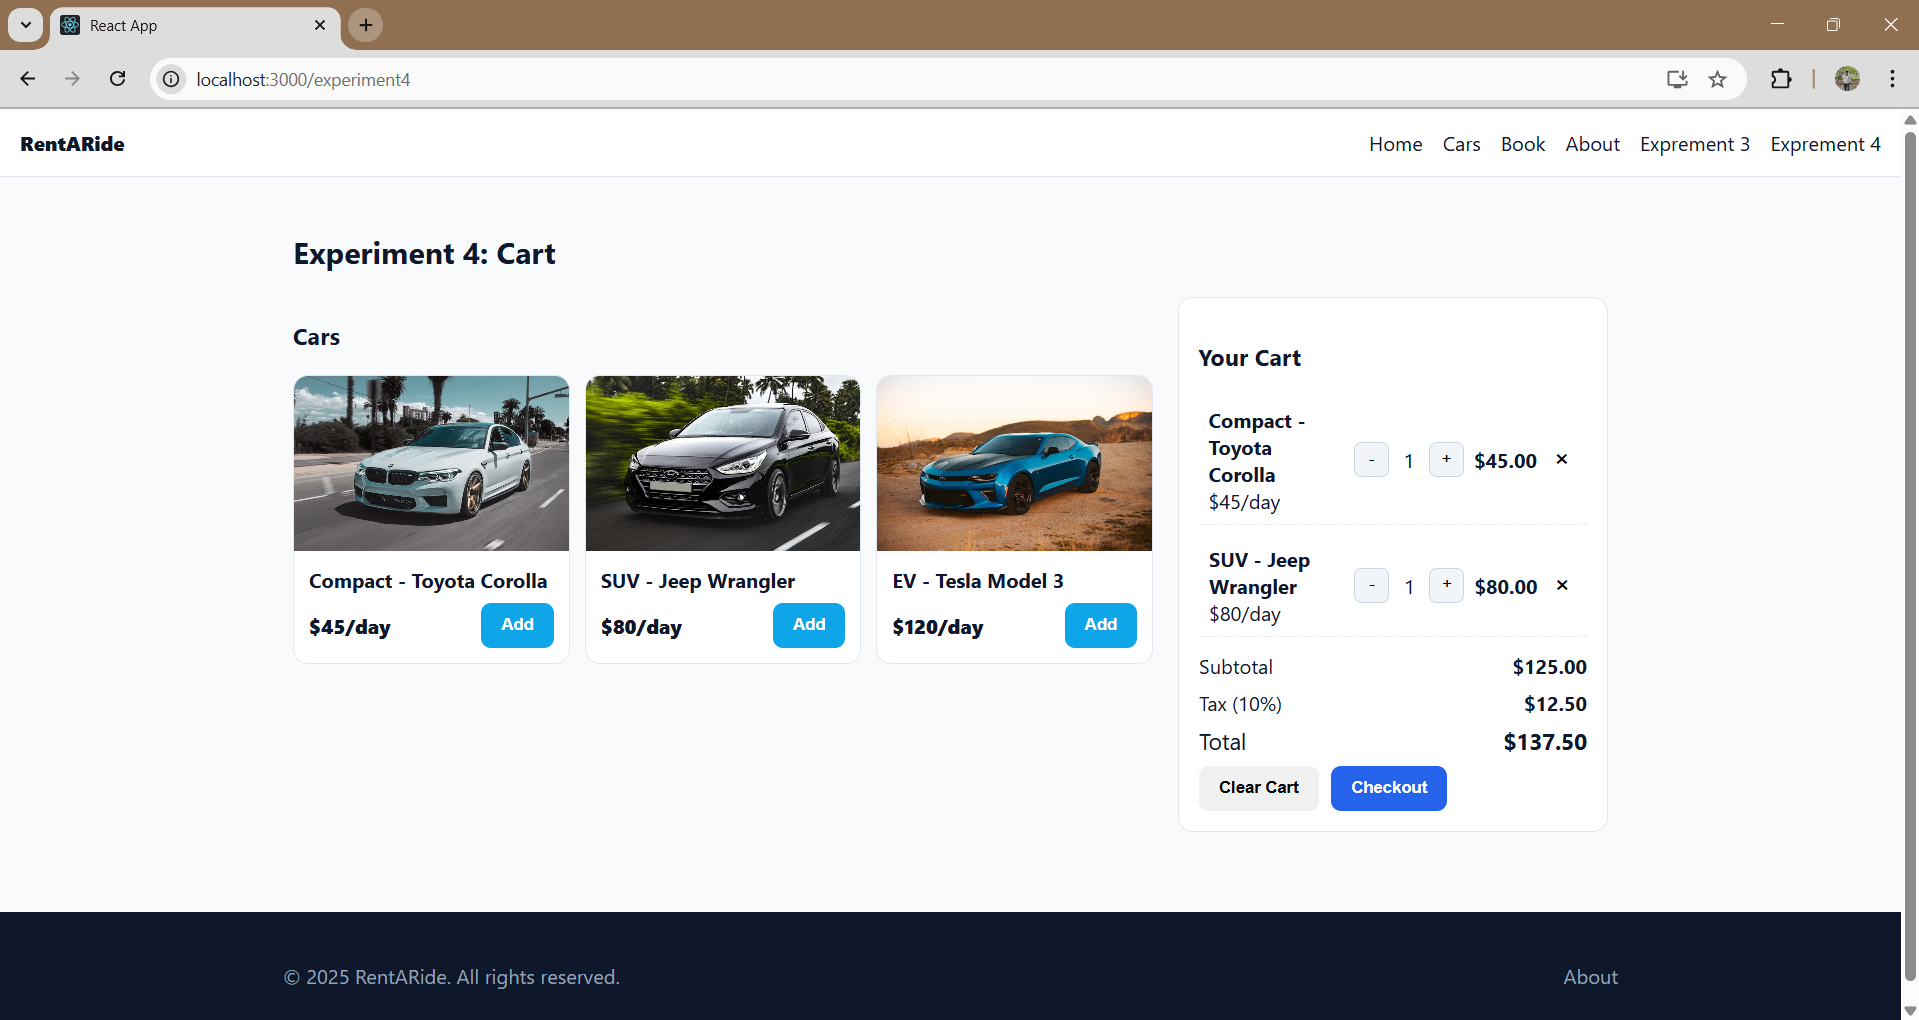 React App
localhost:3000/experiment4
RentARide
Home Cars Book About Exprement 3 Exprement 4
Experiment 4: Cart
Cars
Compact - Toyota Corolla
$45/day Add
SUV - Jeep Wrangler
$80/day Add
EV - Tesla Model 3
$120/day Add
Your Cart
Compact -
Toyota
Corolla
$45/day
- 1 + $45.00 ×
SUV - Jeep
Wrangler
$80/day
- 1 + $80.00 ×
Subtotal $125.00
Tax (10%) $12.50
Total $137.50
Clear Cart Checkout
© 2025 RentARide. All rights reserved. About